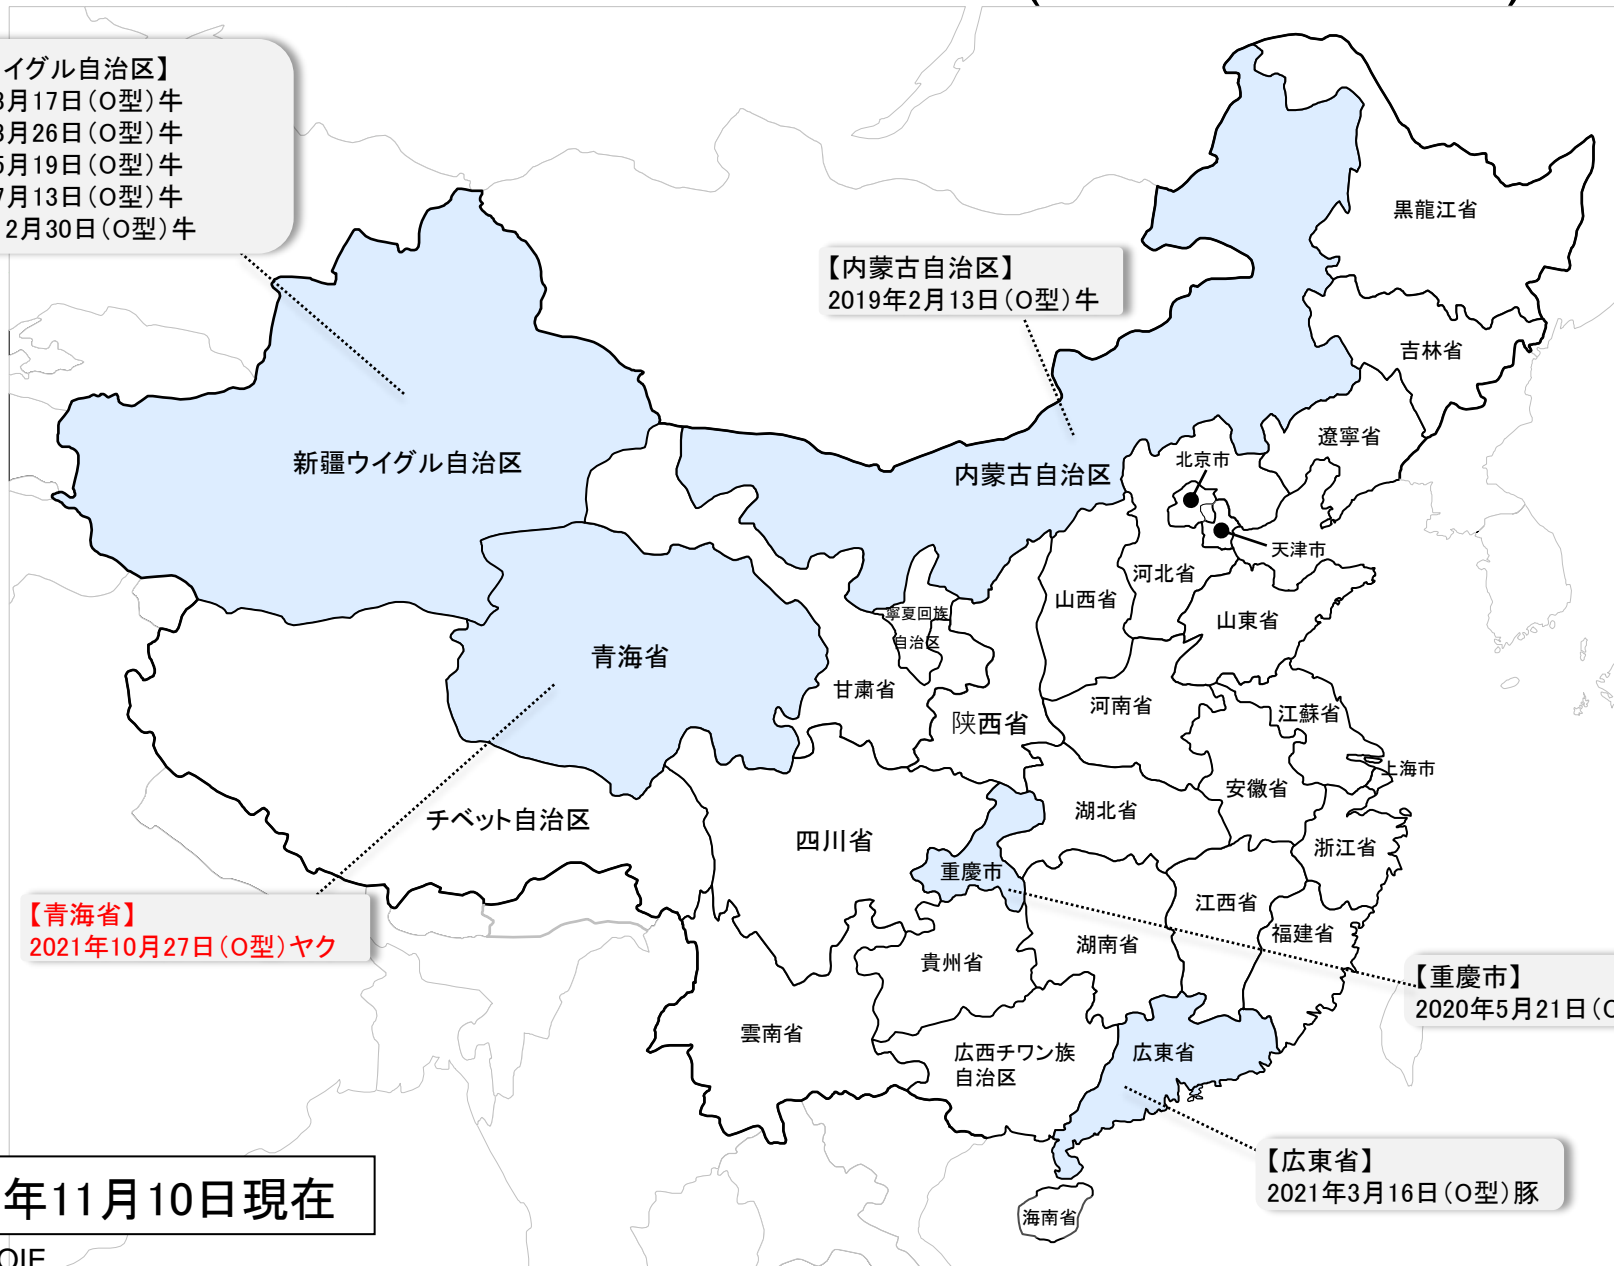 イグル自治区】
3月17日（O型）牛
3月26日（O型）牛
5月19日（O型）牛
7月13日（O型）牛
2月30日（O型）牛
【内蒙古自治区】
2019年2月13日（O型）牛
黒龍江省
吉林省
遼寧省
新疆ウイグル自治区
内蒙古自治区
北京市
天津市
河北省
山西省
山東省
寧夏回族
自治区
青海省
甘粛省
陕西省
河南省
江蘇省
上海市
安徽省
湖北省
チベット自治区
四川省
重慶市
浙江省
江西省
福建省
湖南省
貴州省
【青海省】
2021年10月27日（O型）ヤク
【重慶市】
2020年5月21日（O
雲南省
広西チワン族
自治区
広東省
【広東省】
2021年3月16日（O型）豚
海南省
年11月10日現在
OIE